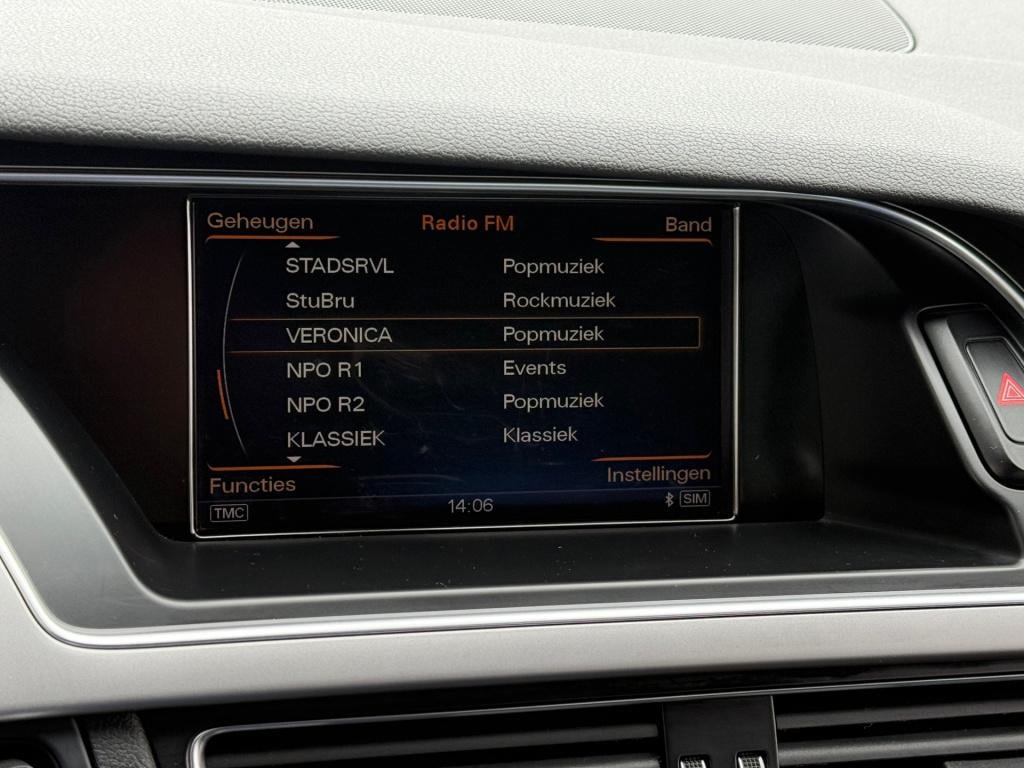 Geheugen Radio FM Band
STADSRVL Popmuziek
StuBru Rockmuziek
VERONICA Popmuziek
NPO R1 Events
NPO R2 Popmuziek
KLASSIEK Klassiek
Functies Instellingen
TMC 14:06 SIM